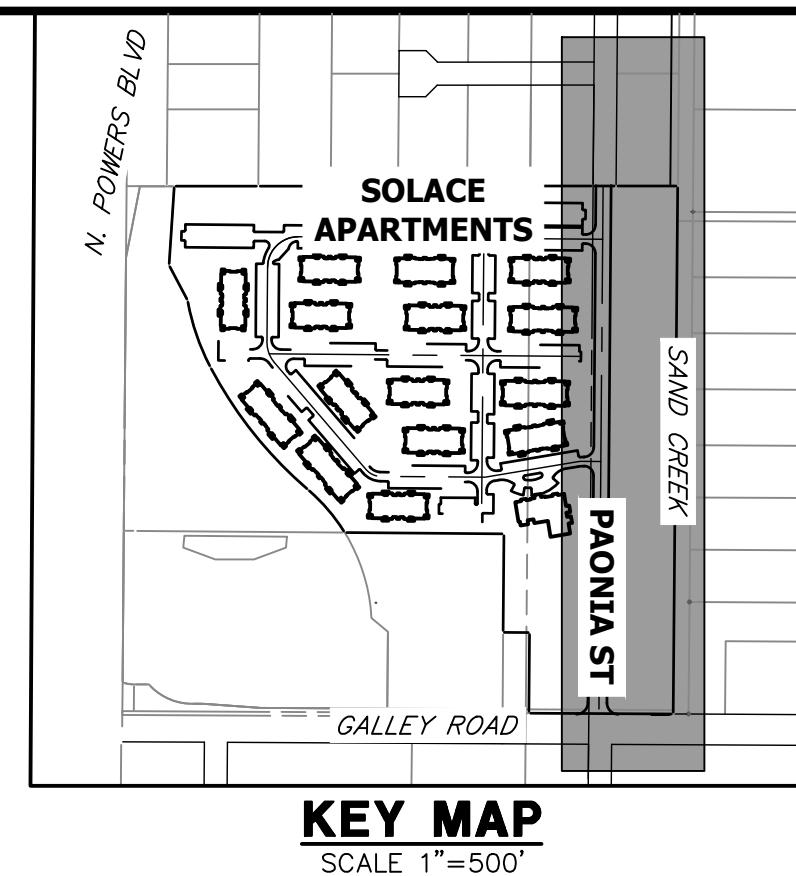 N. POWERS BLVD
SOLACE
APARTMENTS
SAND CREEK
PAONIA ST
GALLEY ROAD
KEY MAP
SCALE 1"=500'